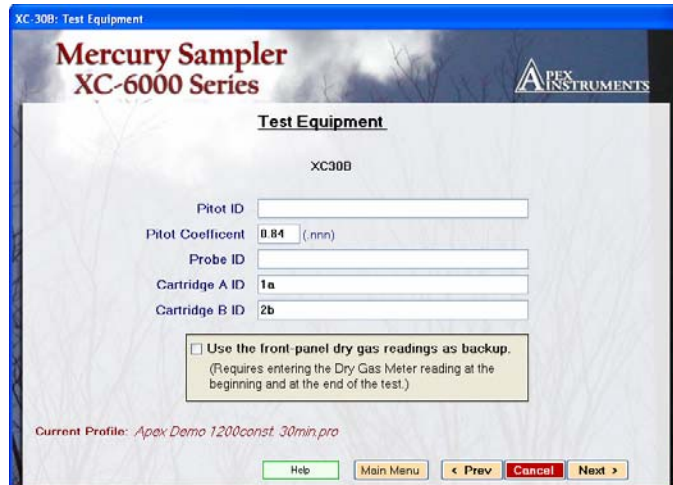 XC-30B: Test Equipment
Mercury Sampler
XC-6000 Series
APEX
INSTRUMENTS
Test Equipment
XC30B
Pitot ID
Pitot Coefficent 0.84 (.nnn)
Probe ID
Cartridge A ID 1a
Cartridge B ID 2b
Use the front-panel dry gas readings as backup.
(Requires entering the Dry Gas Meter reading at the
beginning and at the end of the test.)
Current Profile: Apex Demo 1200const. 30min.pro
Help Main Menu < Prev Cancel Next >